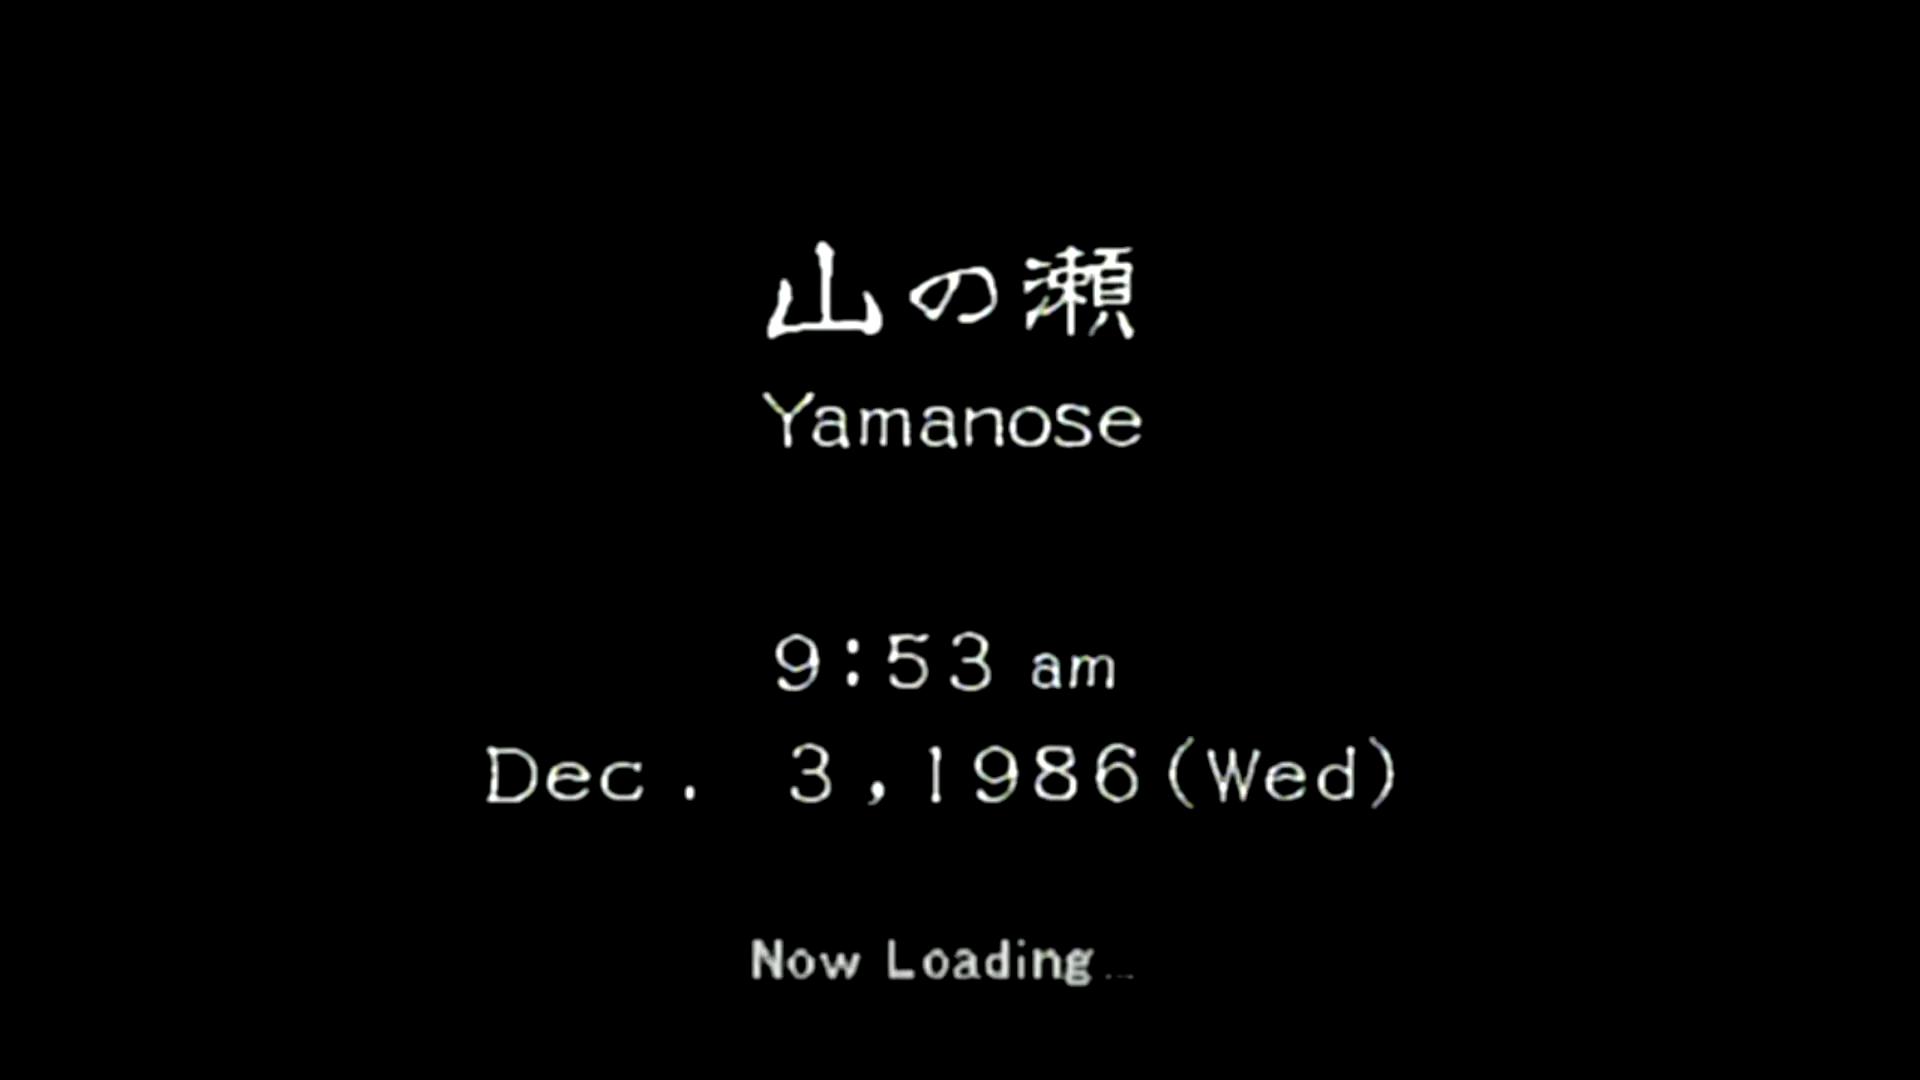 山の瀬
Yamanose
9:53 am
Dec. 3,1986(Wed)
Now Loading...